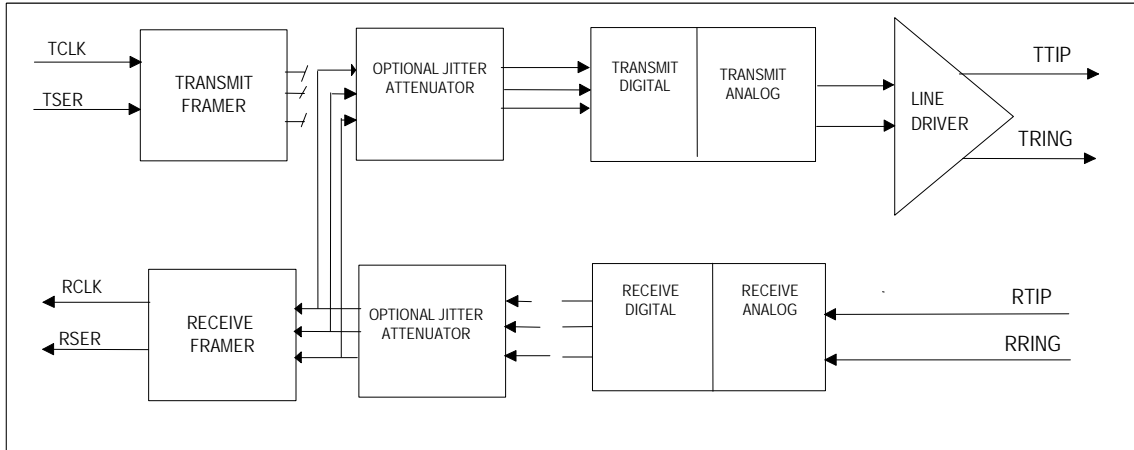 TCLK
TSER
TRANSMIT
FRAMER
OPTIONAL JITTER
ATTENUATOR
TRANSMIT
DIGITAL
TRANSMIT
ANALOG
LINE
DRIVER
TTIP
TRING
RCLK
RSER
RECEIVE
FRAMER
OPTIONAL JITTER
ATTENUATOR
RECEIVE
DIGITAL
RECEIVE
ANALOG
RTIP
RRING